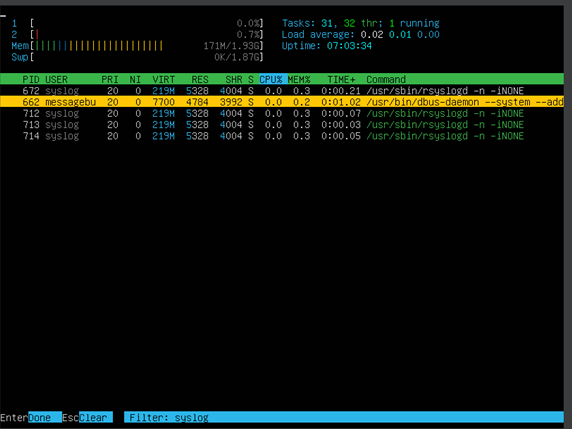 1 [ 0.0%] Tasks: 31, 32 thr; 1 running
2 [| 0.7%] Load average: 0.02 0.01 0.00
Mem[||||||||||||||||||||||||| 171M/1.93G] Uptime: 07:03:34
Swp[ 0K/1.87G]
PID USER PRI NI VIRT RES SHR S CPU% MEM% TIME+ Command
672 syslog 20 0 219M 5328 4004 S 0.0 0.3 0:00.21 /usr/sbin/rsyslogd -n -iNONE
662 messagebu 20 0 7700 4784 3992 S 0.0 0.2 0:01.02 /usr/bin/dbus-daemon --system --add
712 syslog 20 0 219M 5328 4004 S 0.0 0.3 0:00.07 /usr/sbin/rsyslogd -n -iNONE
713 syslog 20 0 219M 5328 4004 S 0.0 0.3 0:00.03 /usr/sbin/rsyslogd -n -iNONE
714 syslog 20 0 219M 5328 4004 S 0.0 0.3 0:00.05 /usr/sbin/rsyslogd -n -iNONE
EnterDone EscClear Filter: syslog